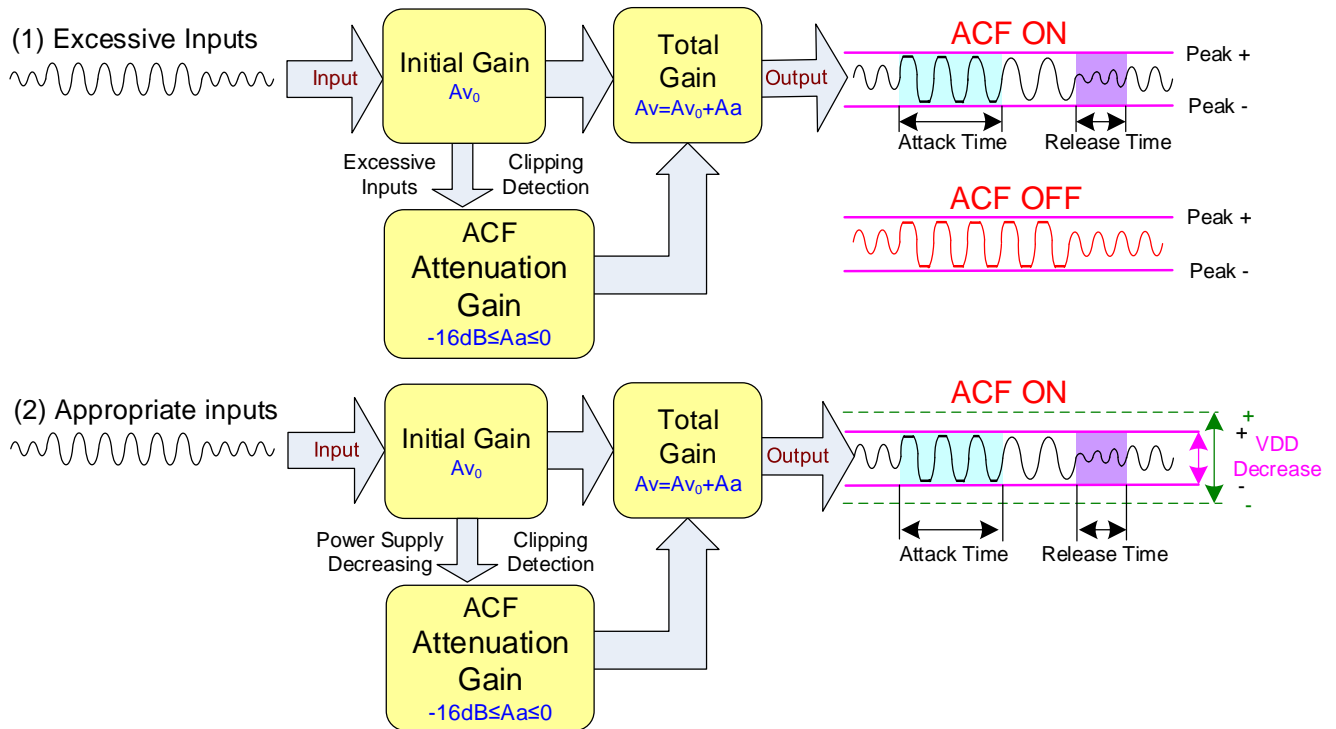 (1) Excessive Inputs
Input
Initial Gain
Av₀
Total
Gain
Av=Av₀+Aa
Output
ACF ON
Peak +
Peak -
Attack Time
Release Time
Excessive
Inputs
Clipping
Detection
ACF
Attenuation
Gain
-16dB≤Aa≤0
ACF OFF
Peak +
Peak -
(2) Appropriate inputs
Input
Initial Gain
Av₀
Total
Gain
Av=Av₀+Aa
Output
ACF ON
+
+
VDD
Decrease
-
-
Attack Time
Release Time
Power Supply
Decreasing
Clipping
Detection
ACF
Attenuation
Gain
-16dB≤Aa≤0